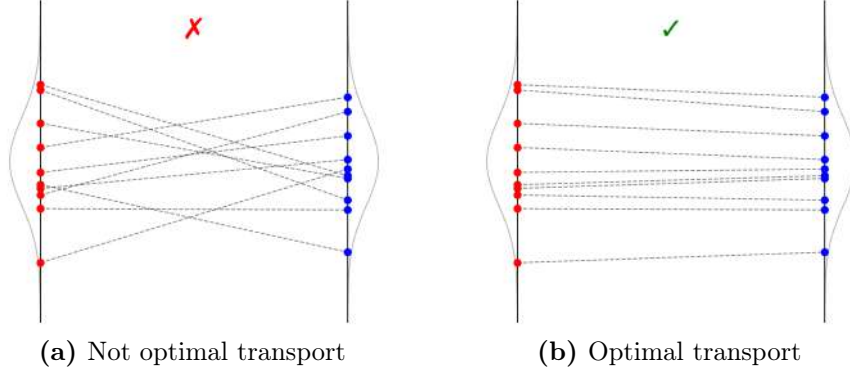 ✗
✓
(a) Not optimal transport
(b) Optimal transport